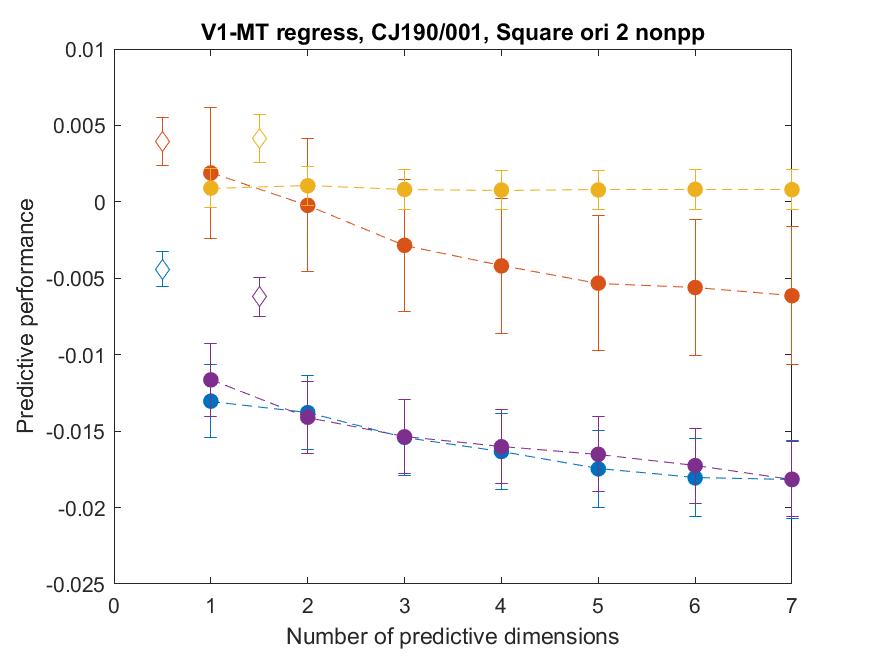 V1-MT regress, CJ190/001, Square ori 2 nonpp
0.01
0.005
0
-0.005
-0.01
-0.015
-0.02
-0.025
Predictive performance
0 1 2 3 4 5 6 7
Number of predictive dimensions